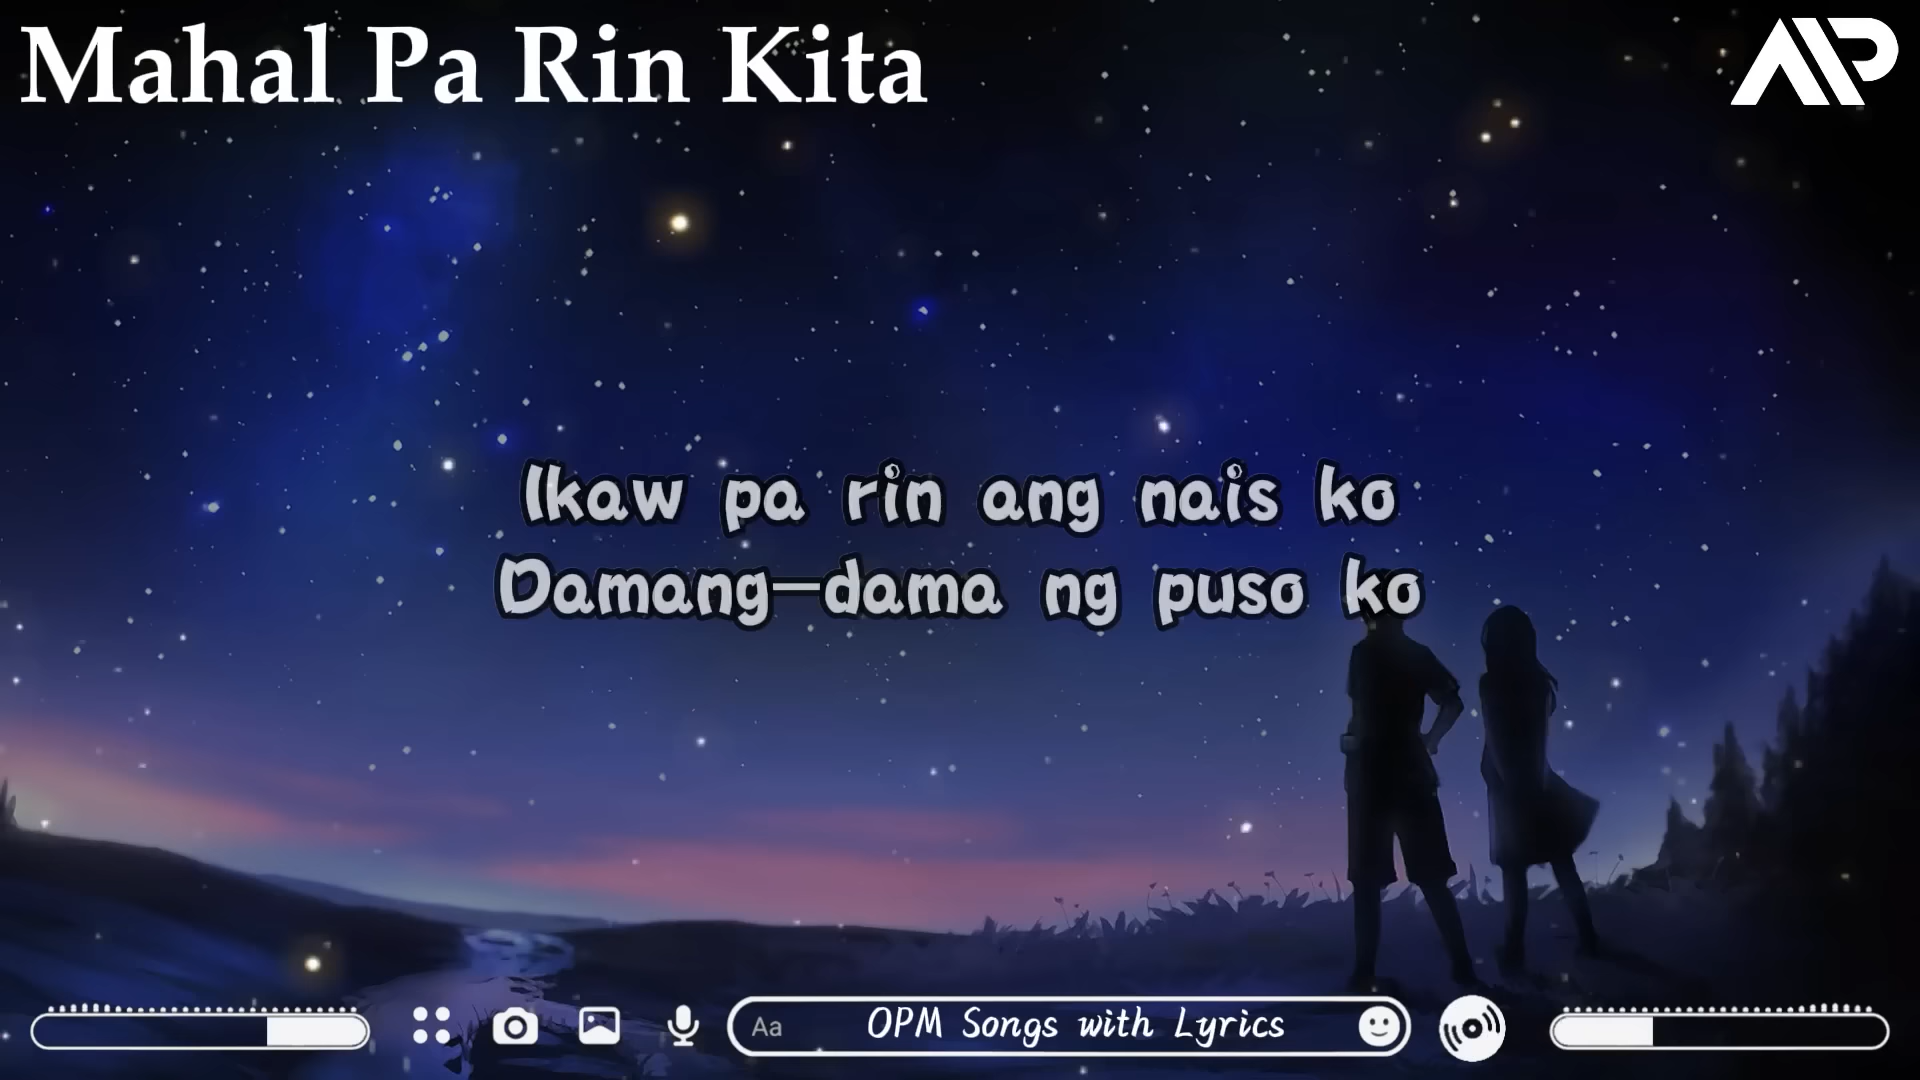 Mahal Pa Rin Kita
AP
Ikaw pa rin ang nais ko
Damang-dama ng puso ko
Aa
OPM Songs with Lyrics